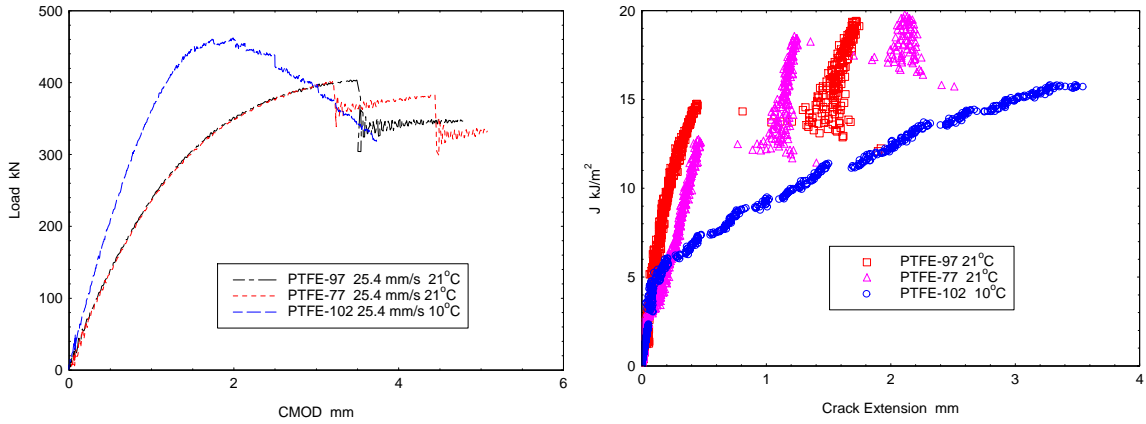 500
400
300
200
100
0
Load kN
0 2 4 6
CMOD mm
PTFE-97 25.4 mm/s 21°C
PTFE-77 25.4 mm/s 21°C
PTFE-102 25.4 mm/s 10°C
20
15
10
5
0
J kJ/m²
0 1 2 3 4
Crack Extension mm
PTFE-97 21°C
PTFE-77 21°C
PTFE-102 10°C